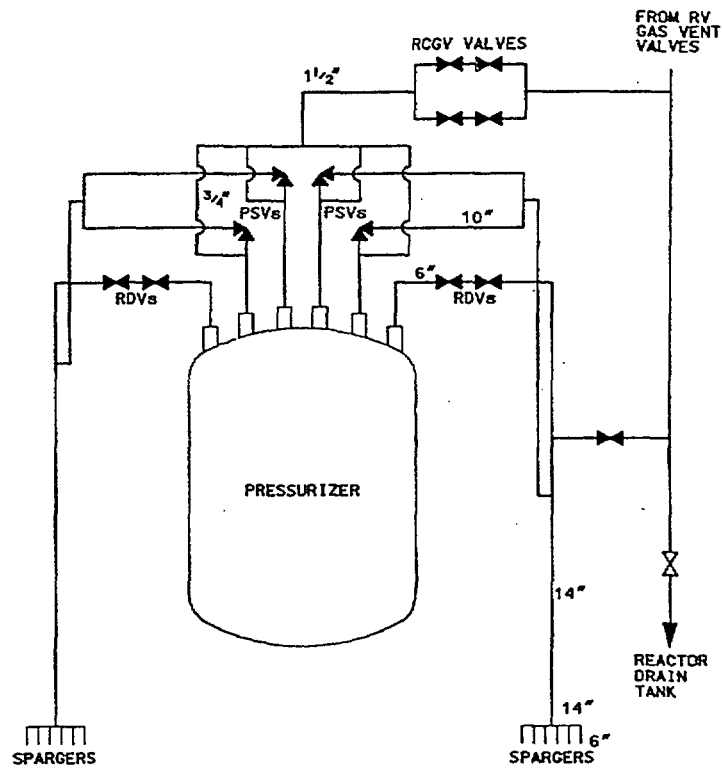 FROM RV
GAS VENT
VALVES
RCGV VALVES
1 1/2"
3/4"
PSVs
PSVs
10"
6"
RDVs
RDVs
PRESSURIZER
14"
REACTOR
DRAIN
TANK
14"
6"
SPARGERS
SPARGERS